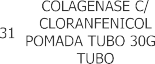 COLAGENASE C/
CLORANFENICOL
31 POMADA TUBO 30G
TUBO